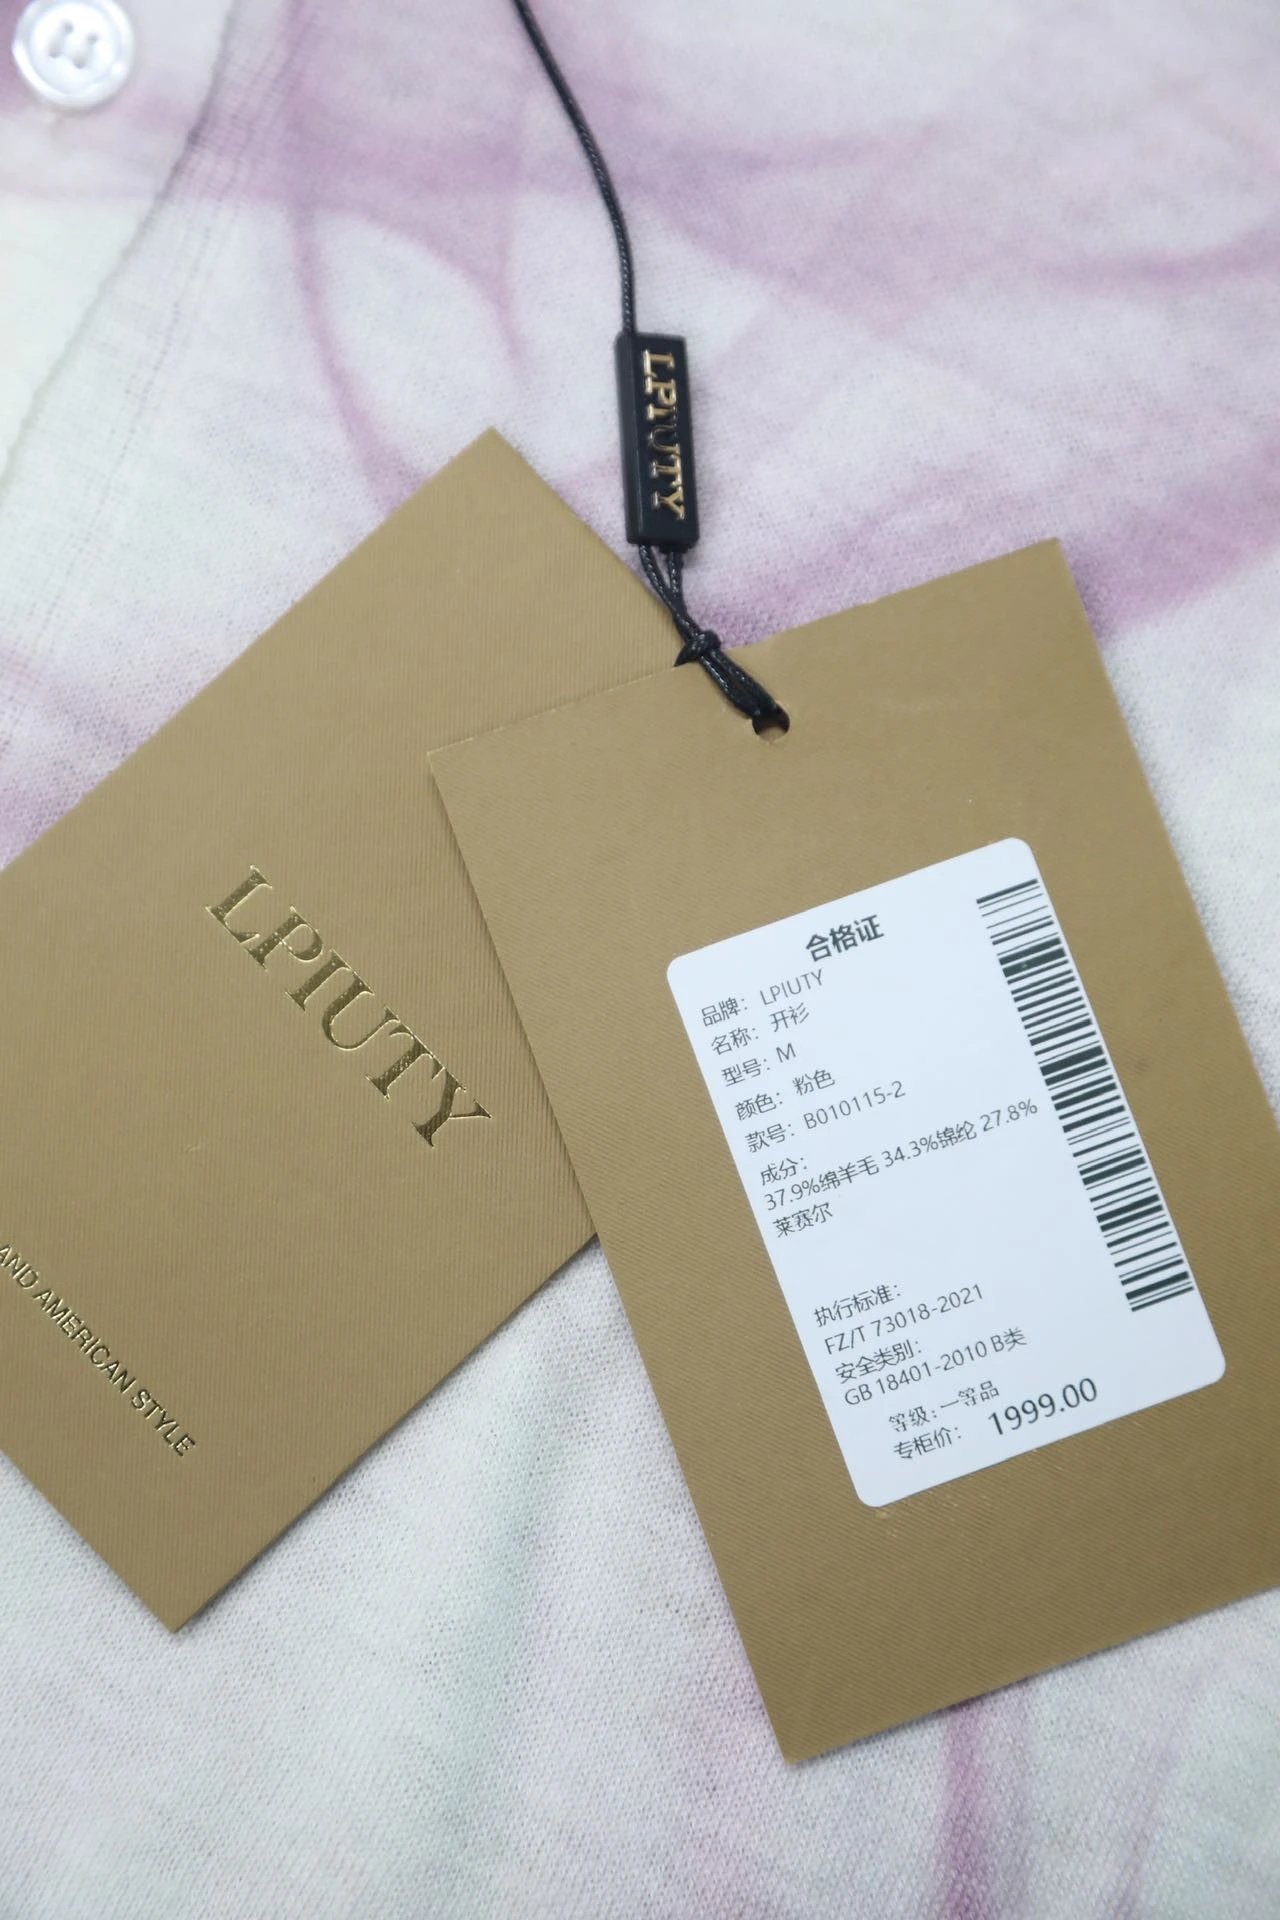 LPIUTY
LPIUTY
AND AMERICAN STYLE
合格证
品牌： LPIUTY
名称： 开衫
型号： M
颜色： 粉色
款号： B010115-2
成分：
37.9%绵羊毛 34.3%锦纶 27.8%
莱赛尔
执行标准：
FZ/T 73018-2021
安全类别：
GB 18401-2010 B类
等级：一等品
专柜价： 1999.00